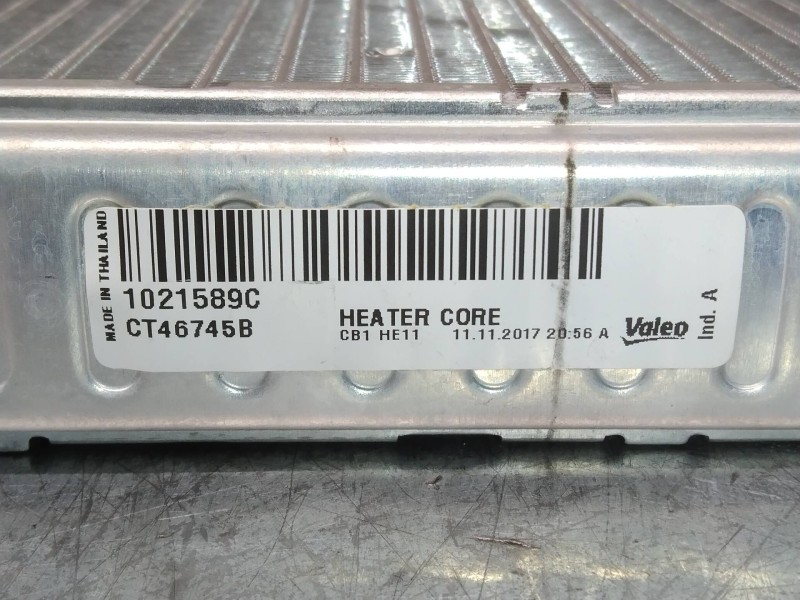 MADE IN THAILAND
1021589C
CT46745B
HEATER CORE
CB1 HE11 11.11.2017 20:56 A
Valeo
Ind. A